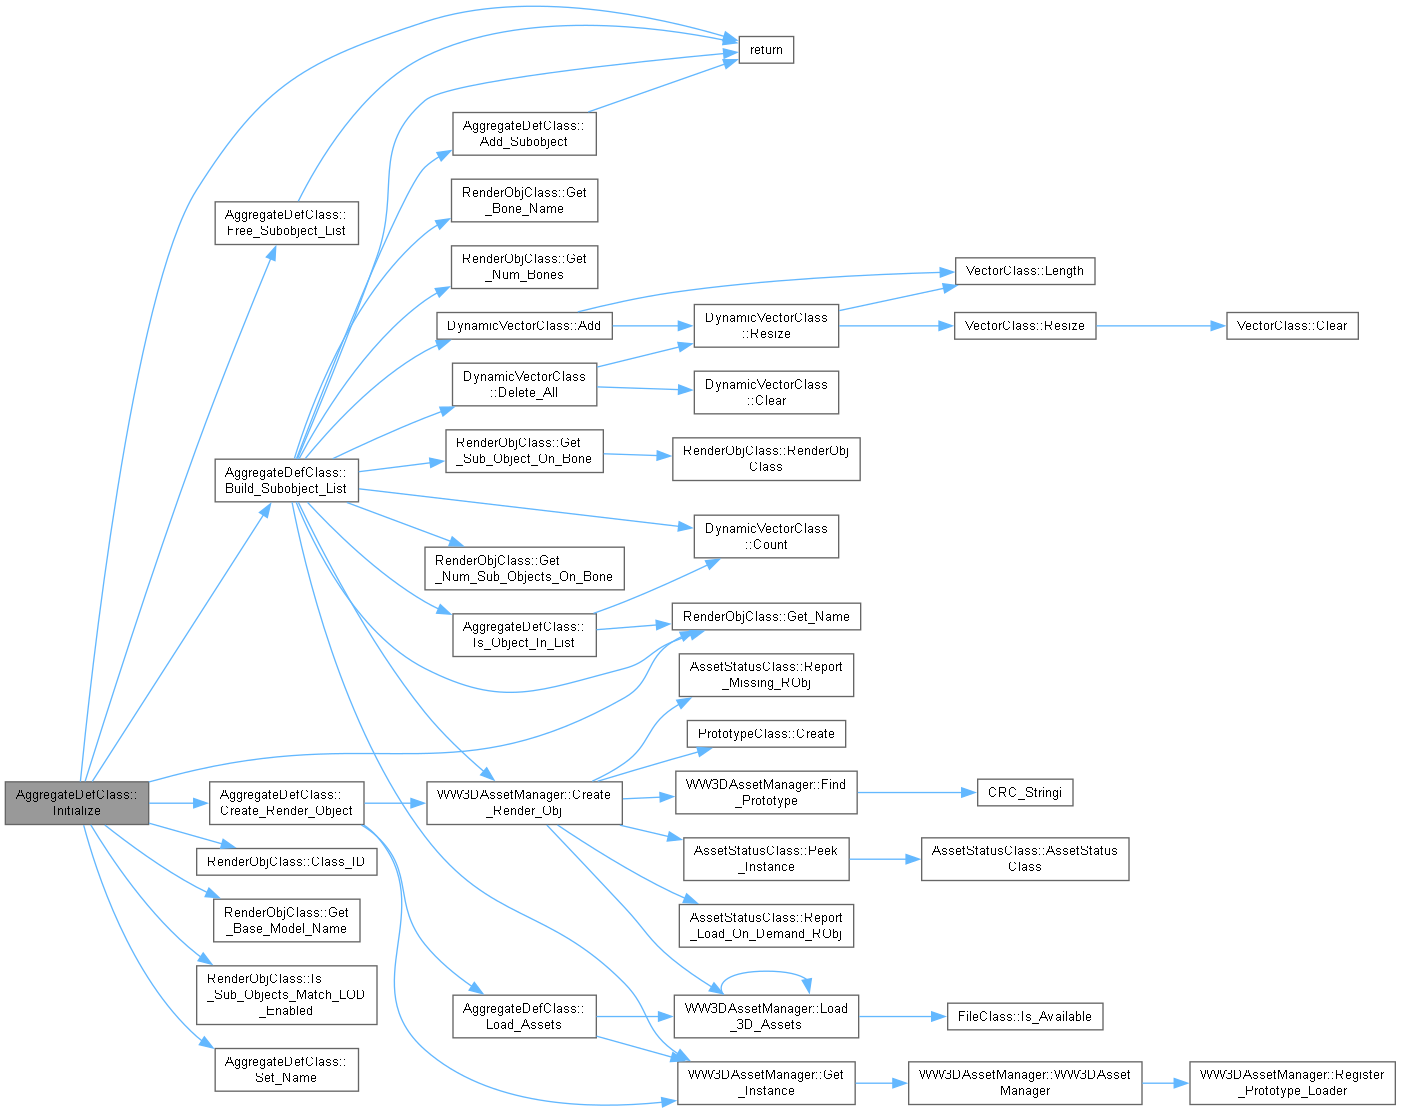 return
AggregateDefClass::
Add_Subobject
RenderObjClass::Get
_Bone_Name
AggregateDefClass::
Free_Subobject_List
RenderObjClass::Get
_Num_Bones
VectorClass::Length
DynamicVectorClass::Add
DynamicVectorClass
::Resize
VectorClass::Resize
VectorClass::Clear
DynamicVectorClass
::Delete_All
DynamicVectorClass
::Clear
RenderObjClass::Get
_Sub_Object_On_Bone
RenderObjClass::RenderObj
Class
AggregateDefClass::
Build_Subobject_List
DynamicVectorClass
::Count
RenderObjClass::Get
_Num_Sub_Objects_On_Bone
RenderObjClass::Get_Name
AggregateDefClass::
Is_Object_In_List
AssetStatusClass::Report
_Missing_RObj
PrototypeClass::Create
AggregateDefClass::
Initialize
AggregateDefClass::
Create_Render_Object
WW3DAssetManager::Create
_Render_Obj
WW3DAssetManager::Find
_Prototype
CRC_Stringi
RenderObjClass::Class_ID
AssetStatusClass::Peek
_Instance
AssetStatusClass::AssetStatus
Class
RenderObjClass::Get
_Base_Model_Name
AssetStatusClass::Report
_Load_On_Demand_RObj
RenderObjClass::Is
_Sub_Objects_Match_LOD
_Enabled
AggregateDefClass::
Load_Assets
WW3DAssetManager::Load
_3D_Assets
FileClass::Is_Available
AggregateDefClass::
Set_Name
WW3DAssetManager::Get
_Instance
WW3DAssetManager::WW3DAsset
Manager
WW3DAssetManager::Register
_Prototype_Loader